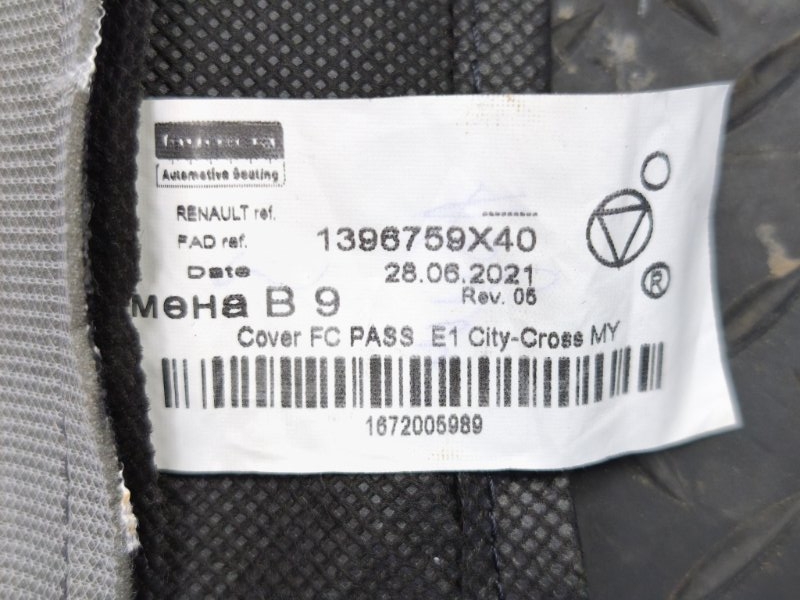 Automotive Seating
RENAULT ref.
FAD ref. 1396759X40
Date 28.06.2021
Rev. 06
мена В 9
Cover FC PASS E1 City-Cross MY
1672005989
®